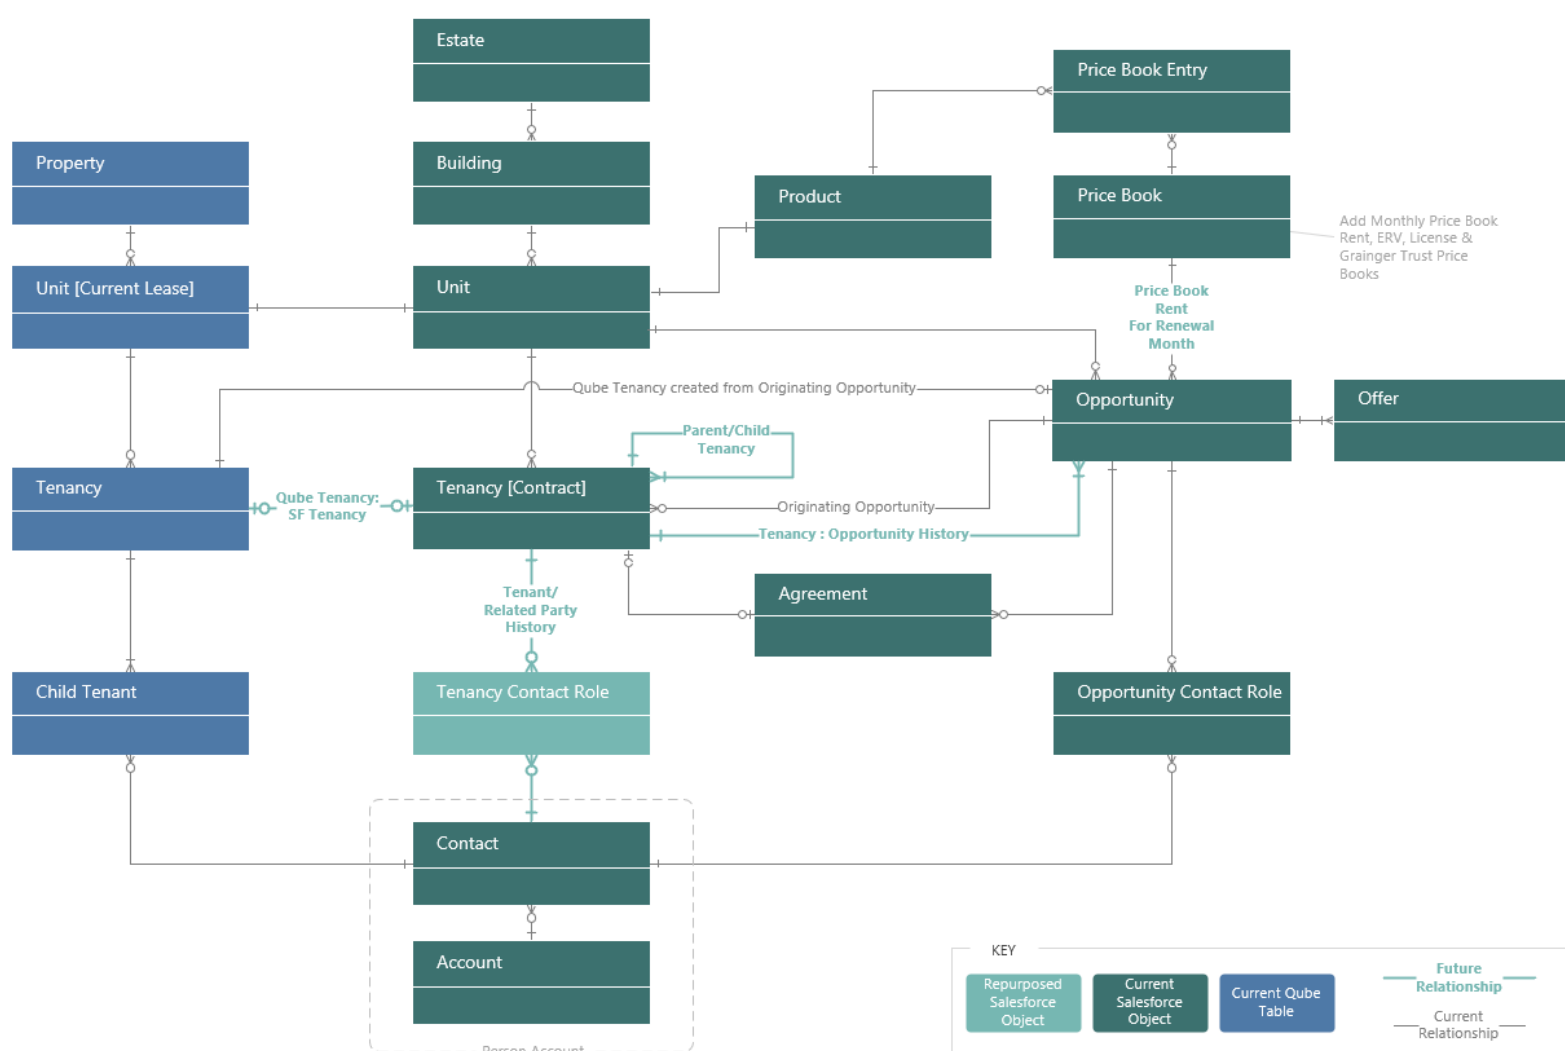 Estate
Price Book Entry
Property
Building
Product
Price Book
Add Monthly Price Book
Rent, ERV, License &
Grainger Trust Price
Books
Unit [Current Lease]
Unit
Price Book
Rent
For Renewal
Month
Qube Tenancy created from Originating Opportunity
Opportunity
Offer
Parent/Child
Tenancy
Tenancy
Qube Tenancy:
SF Tenancy
Tenancy [Contract]
Originating Opportunity
Tenancy : Opportunity History
Tenant/
Related Party
History
Agreement
Child Tenant
Tenancy Contact Role
Opportunity Contact Role
Contact
Account
Person Account
KEY
Repurposed
Salesforce
Object
Current
Salesforce
Object
Current Qube
Table
Future
Relationship
Current
Relationship